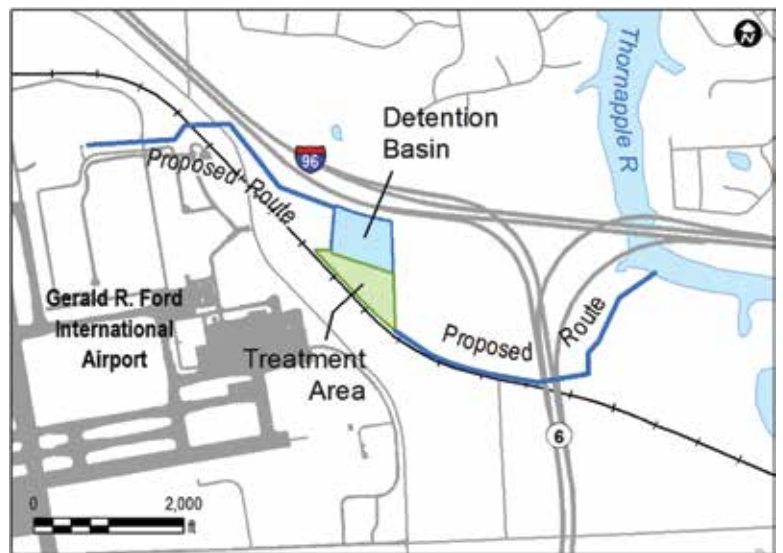 N
Thornapple R
Detention
Basin
96
Proposed Route
Gerald R. Ford
International
Airport
Treatment
Area
Proposed
Route
6
0
2,000
ft